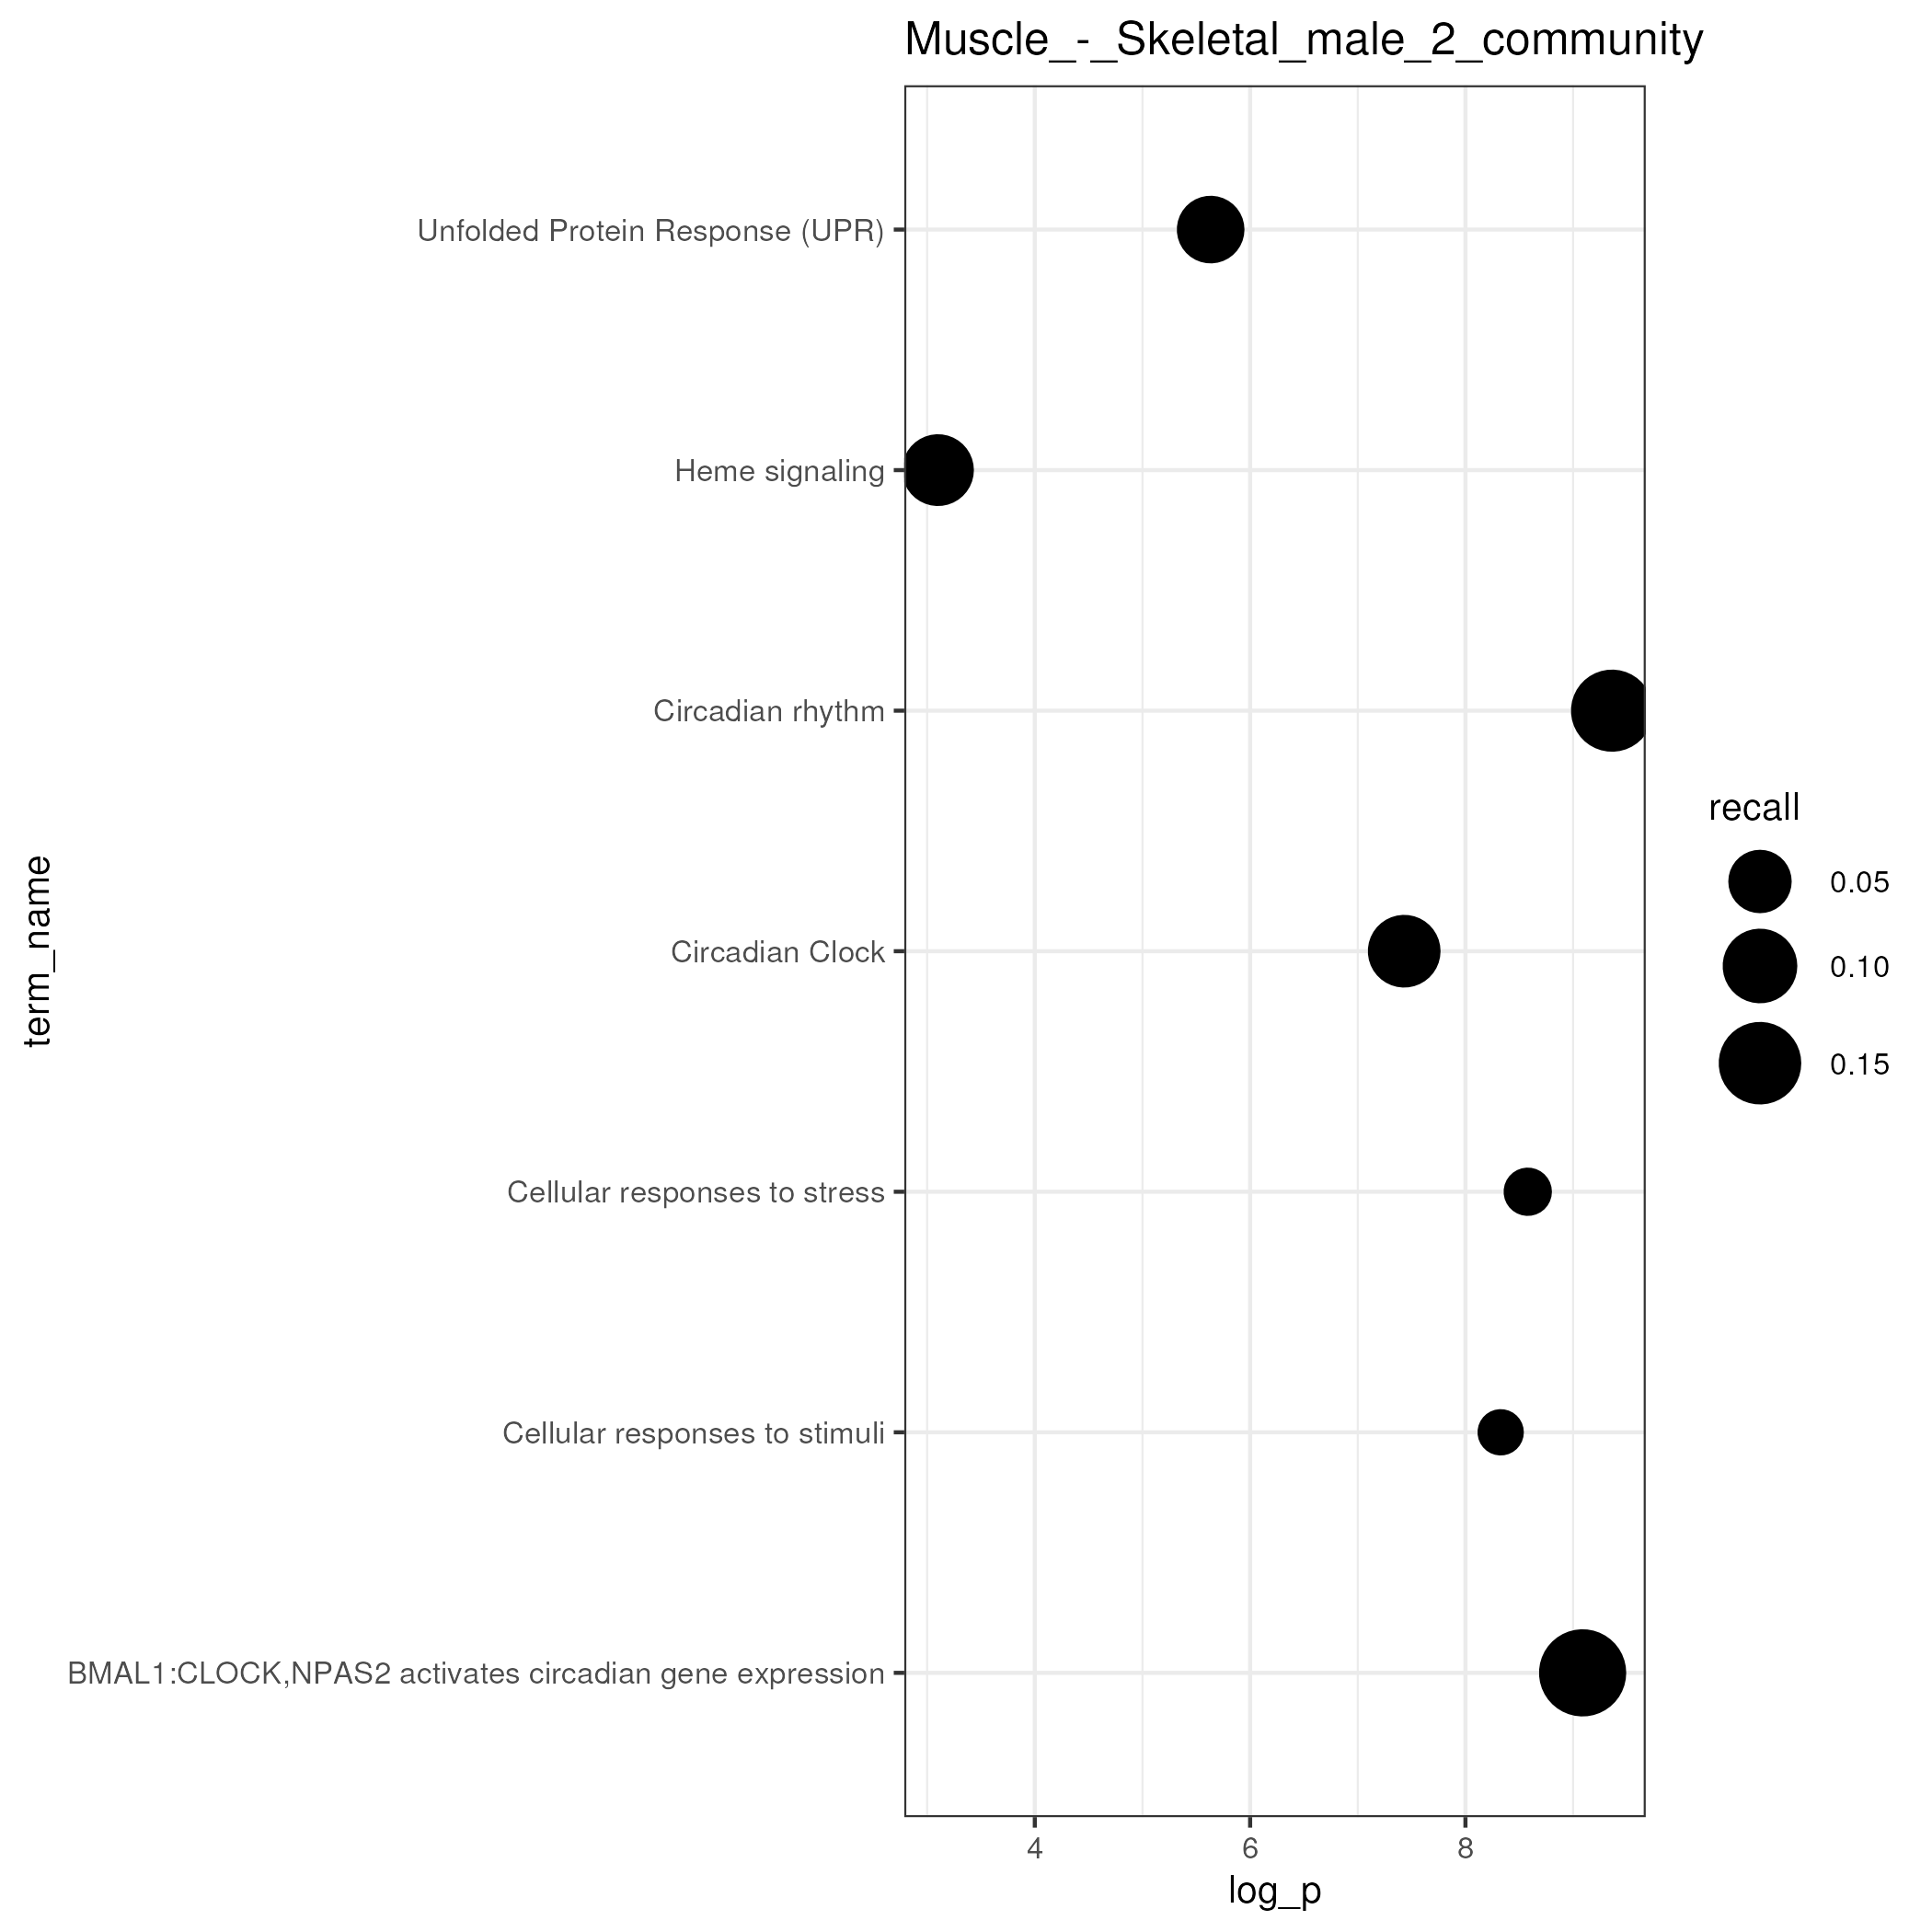 Muscle_-_Skeletal_male_2_community
Unfolded Protein Response (UPR)
Heme signaling
Circadian rhythm
Circadian Clock
Cellular responses to stress
Cellular responses to stimuli
BMAL1:CLOCK,NPAS2 activates circadian gene expression
term_name
4 6 8
log_p
recall
0.05
0.10
0.15